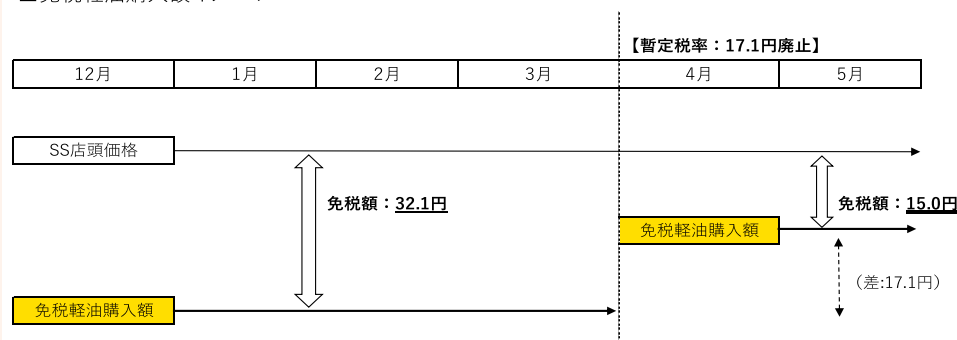 【暫定税率：17.1円廃止】
12月 1月 2月 3月 4月 5月
SS店頭価格
免税額：32.1円
免税額：15.0円
免税軽油購入額
（差:17.1円）
免税軽油購入額